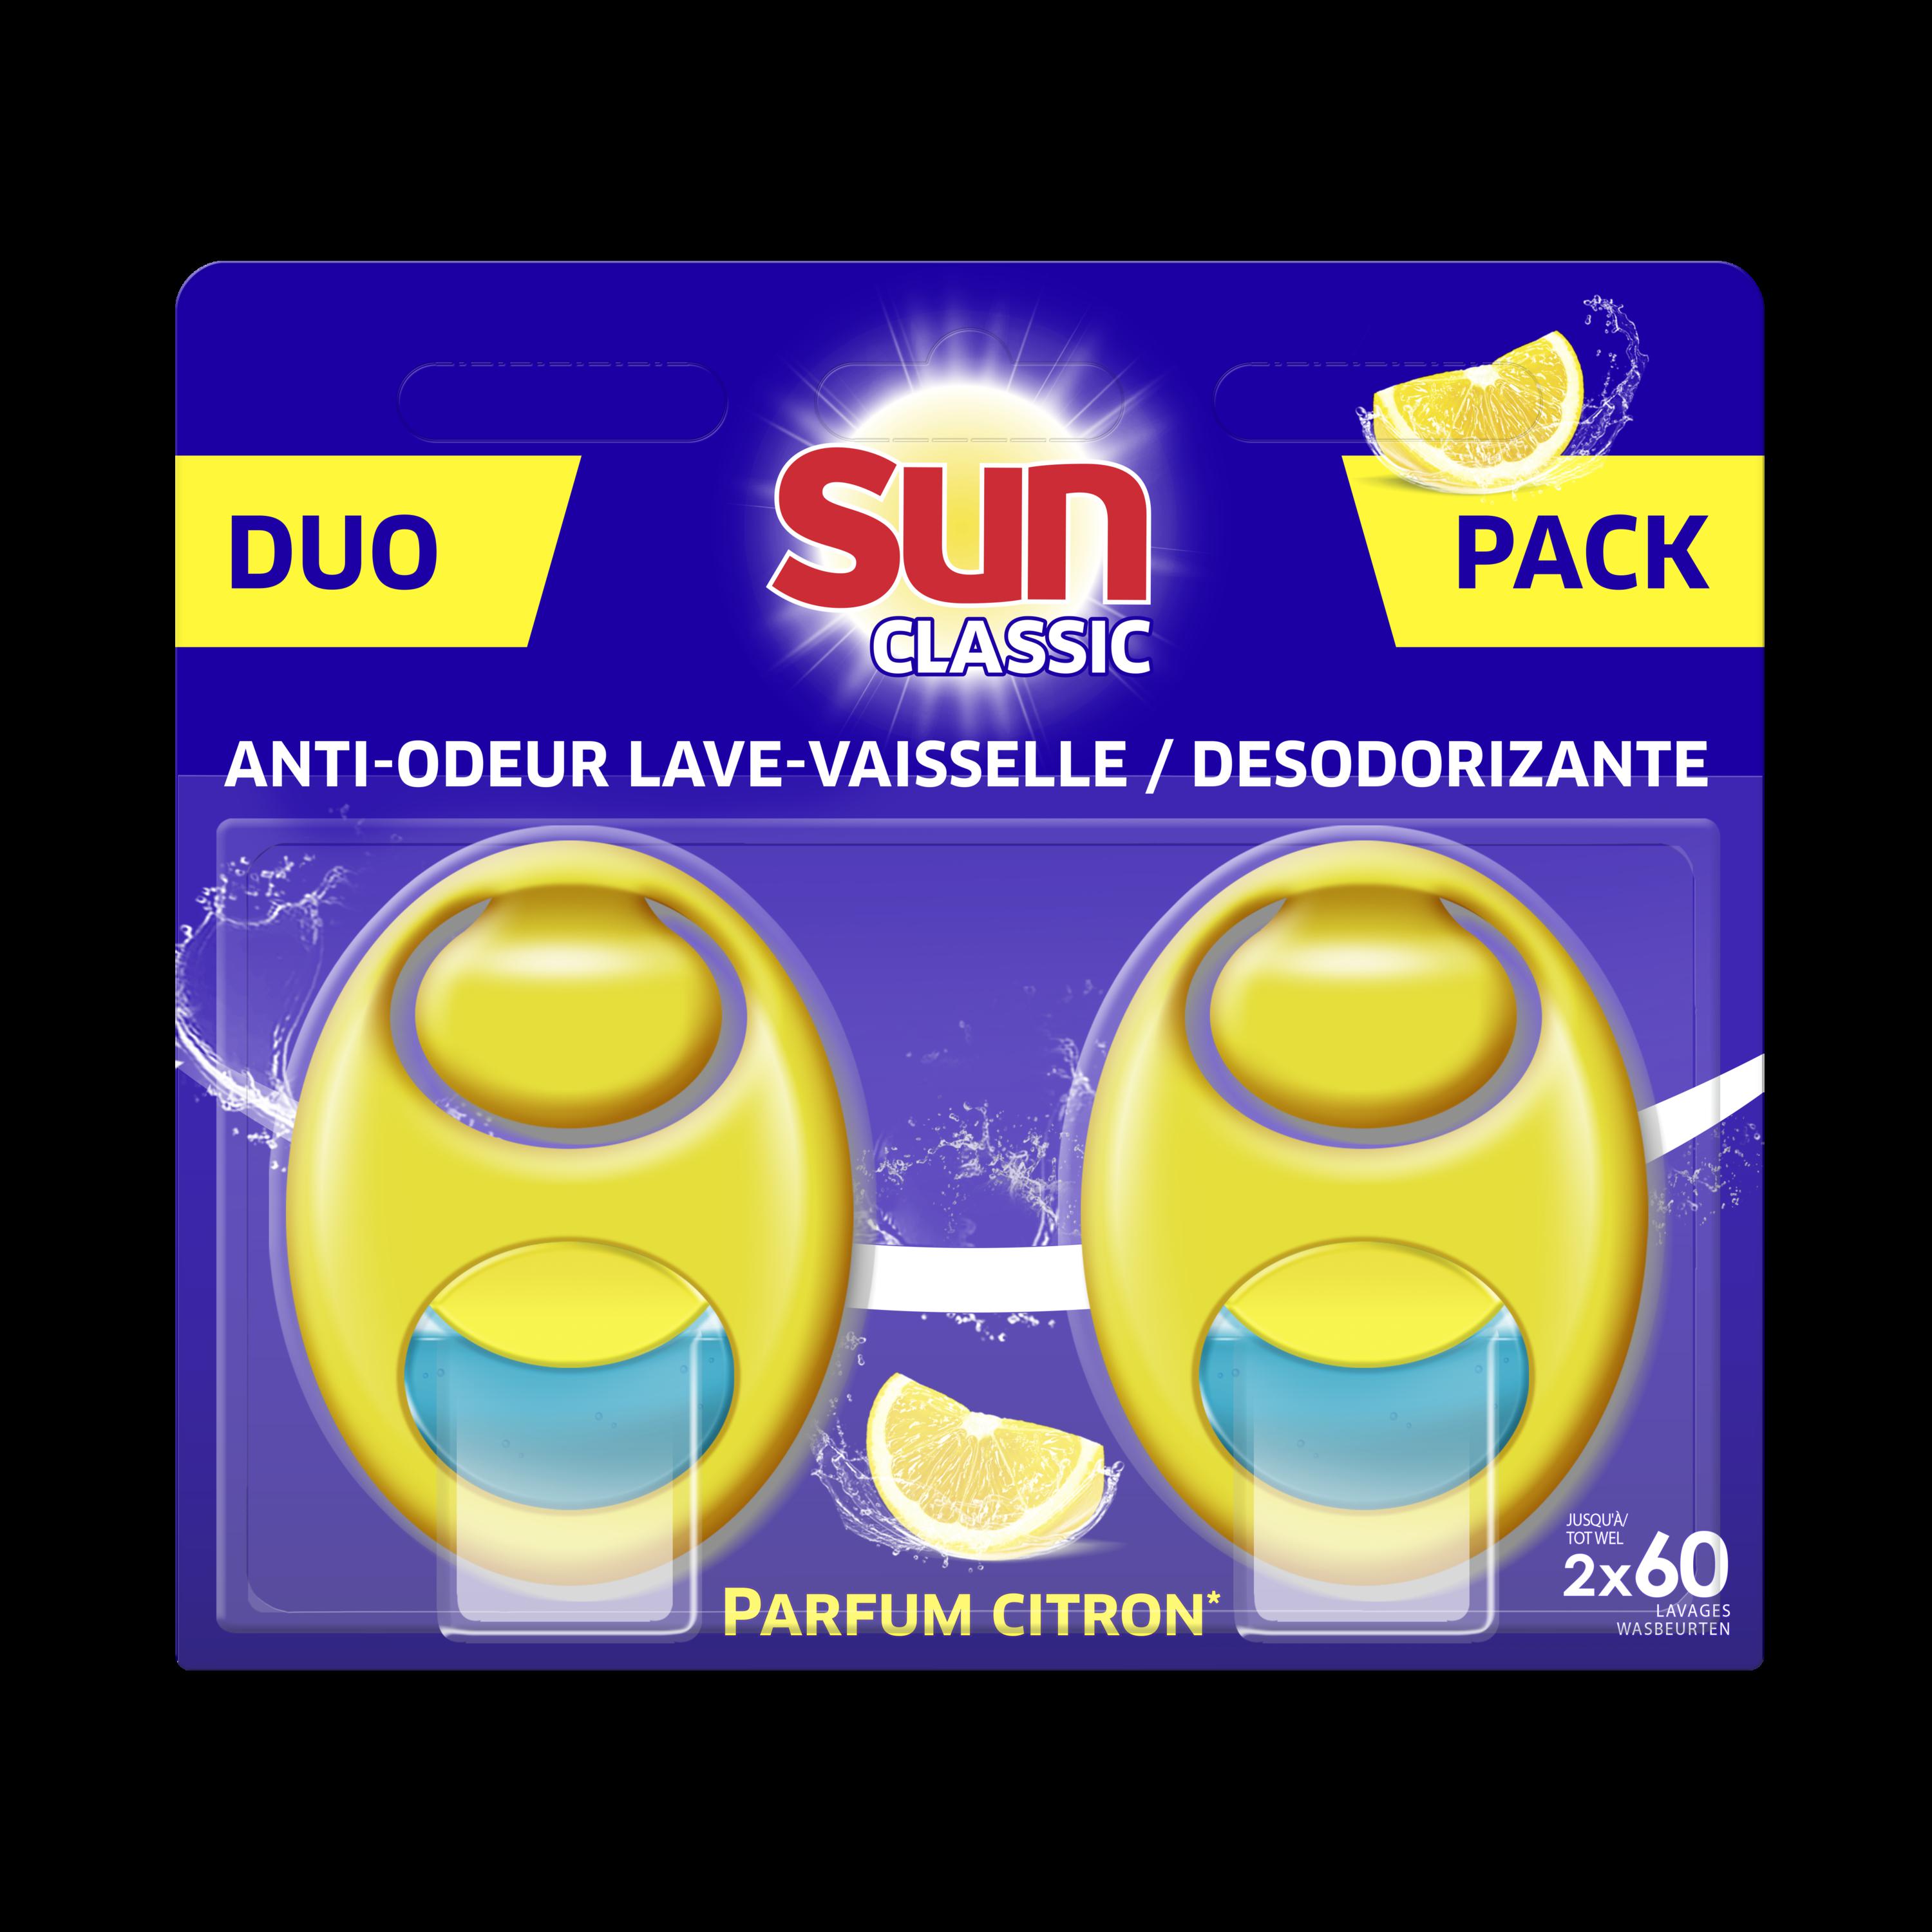 DUO
sun
CLASSIC
PACK
ANTI-ODEUR LAVE-VAISSELLE / DESODORIZANTE
PARFUM CITRON*
JUSQU'À/
TOT WEL
2x60
LAVAGES
WASBEURTEN